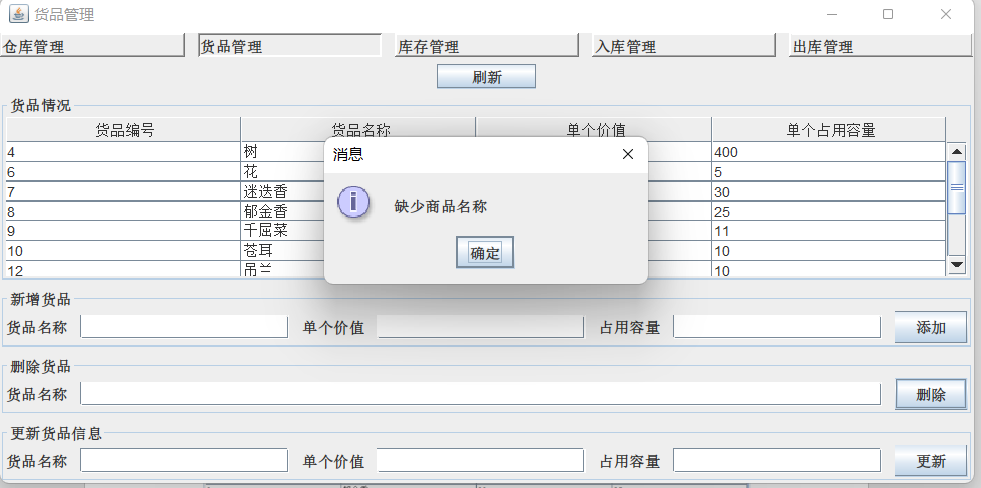 货品管理
仓库管理 货品管理 库存管理 入库管理 出库管理
刷新
货品情况
货品编号 货品名称 单个价值 单个占用容量
消息
4 树 400
6 花 5
7 迷迭香 30
8 郁金香 25
缺少商品名称
9 千屈菜 11
10 苍耳 10
确定
12 吊兰 10
新增货品
货品名称 单个价值 占用容量 添加
删除货品
货品名称 删除
更新货品信息
货品名称 单个价值 占用容量 更新